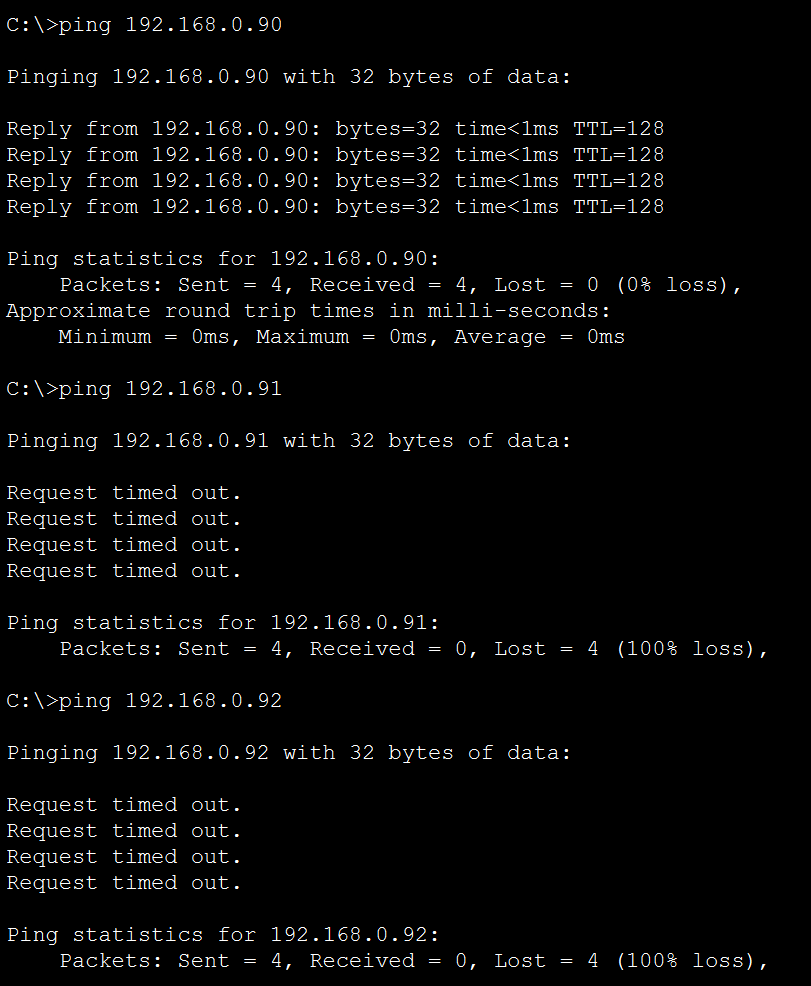 C:\>ping 192.168.0.90
Pinging 192.168.0.90 with 32 bytes of data:
Reply from 192.168.0.90: bytes=32 time<1ms TTL=128
Reply from 192.168.0.90: bytes=32 time<1ms TTL=128
Reply from 192.168.0.90: bytes=32 time<1ms TTL=128
Reply from 192.168.0.90: bytes=32 time<1ms TTL=128
Ping statistics for 192.168.0.90:
    Packets: Sent = 4, Received = 4, Lost = 0 (0% loss),
Approximate round trip times in milli-seconds:
    Minimum = 0ms, Maximum = 0ms, Average = 0ms
C:\>ping 192.168.0.91
Pinging 192.168.0.91 with 32 bytes of data:
Request timed out.
Request timed out.
Request timed out.
Request timed out.
Ping statistics for 192.168.0.91:
    Packets: Sent = 4, Received = 0, Lost = 4 (100% loss),
C:\>ping 192.168.0.92
Pinging 192.168.0.92 with 32 bytes of data:
Request timed out.
Request timed out.
Request timed out.
Request timed out.
Ping statistics for 192.168.0.92:
    Packets: Sent = 4, Received = 0, Lost = 4 (100% loss),